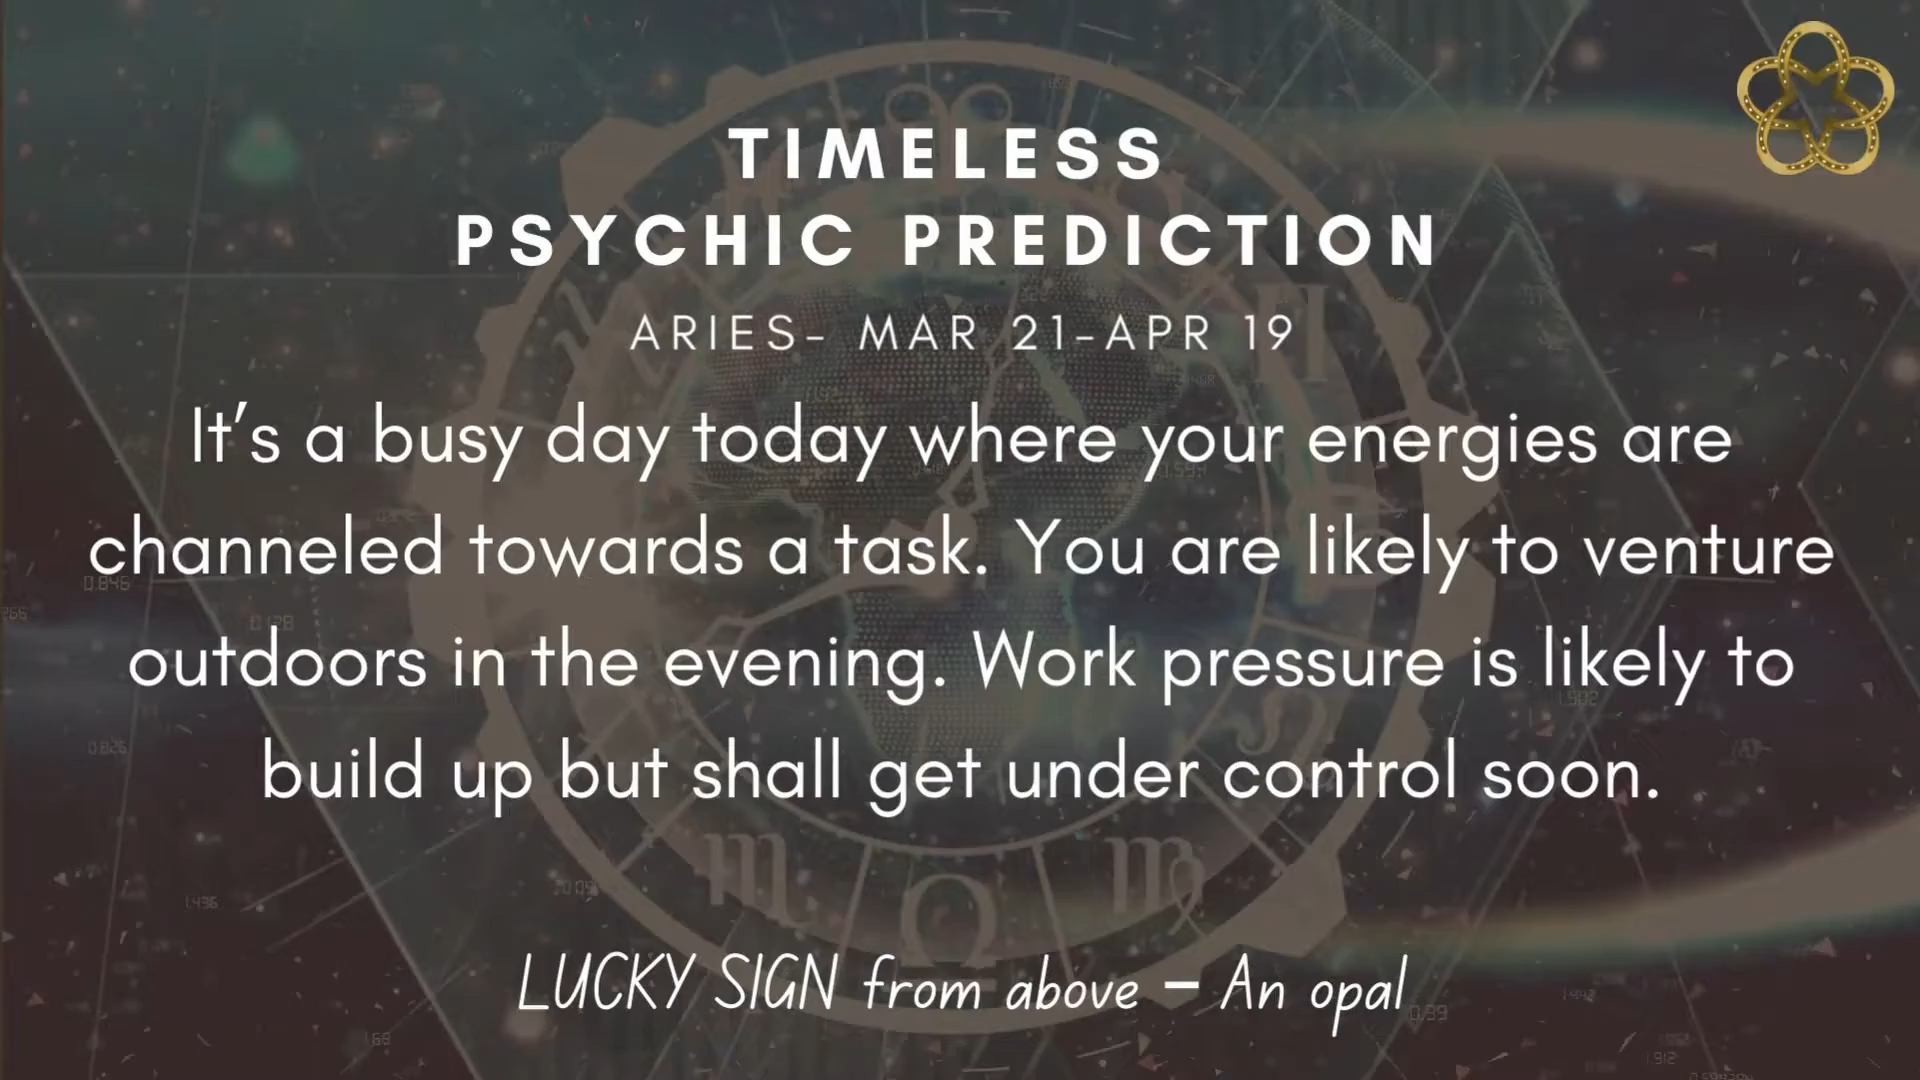 TIMELESS
PSYCHIC PREDICTION
ARIES- MAR 21-APR 19
It's a busy day today where your energies are
channeled towards a task. You are likely to venture
outdoors in the evening. Work pressure is likely to
build up but shall get under control soon.
LUCKY SIGN from above – An opal